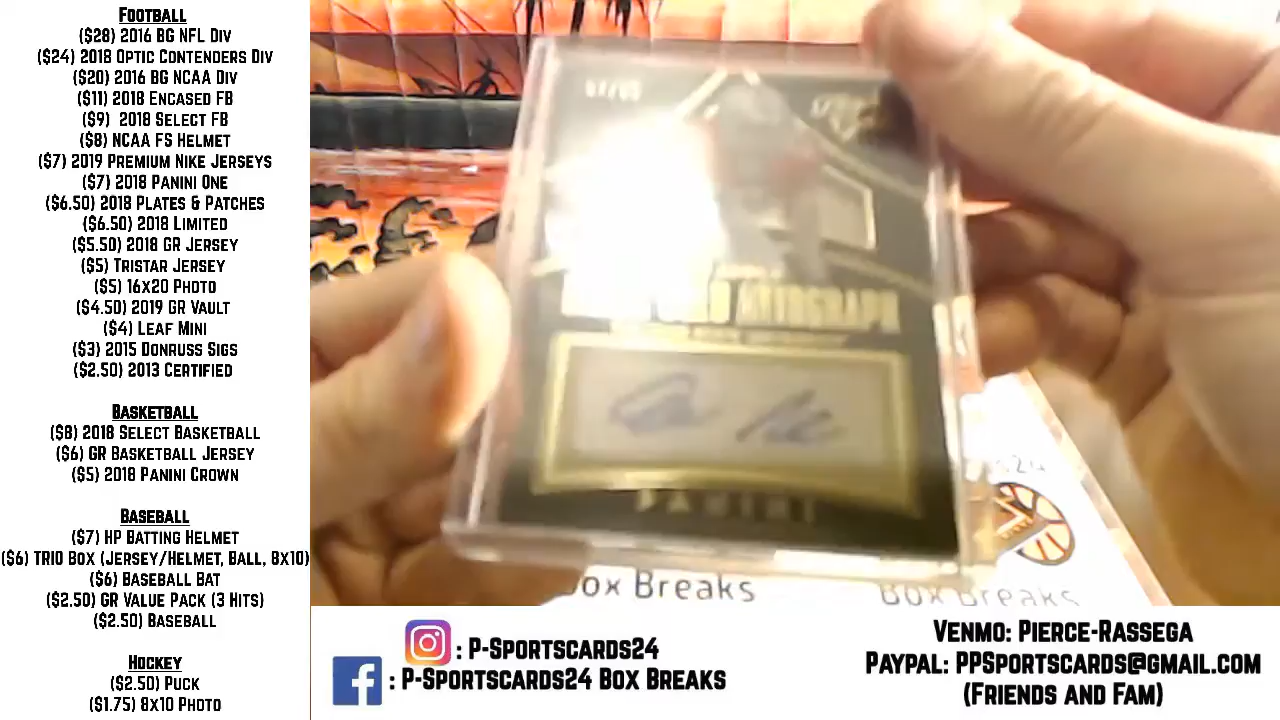 Football
($28) 2016 BG NFL Div
($24) 2018 Optic Contenders Div
($20) 2016 BG NCAA Div
($11) 2018 Encased FB
($9) 2018 Select FB
($8) NCAA FS Helmet
($7) 2019 Premium Nike Jerseys
($7) 2018 Panini One
($6.50) 2018 Plates & Patches
($6.50) 2018 Limited
($5.50) 2018 GR Jersey
($5) Tristar Jersey
($5) 16x20 Photo
($4.50) 2019 GR Vault
($4) Leaf Mini
($3) 2015 Donruss Sigs
($2.50) 2013 Certified
Basketball
($8) 2018 Select Basketball
($6) GR Basketball Jersey
($5) 2018 Panini Crown
Baseball
($7) HP Batting Helmet
($6) Trio Box (Jersey/Helmet, Ball, 8x10)
($6) Baseball Bat
($2.50) GR Value Pack (3 Hits)
($2.50) Baseball
Hockey
($2.50) Puck
($1.75) 8x10 Photo
AUTOGRAPH
PANINI
Box Breaks
Box Breaks
: P-Sportscards24
: P-Sportscards24 Box Breaks
Venmo: Pierce-Rassega
Paypal: PPSportscards@gmail.com
(Friends and Fam)